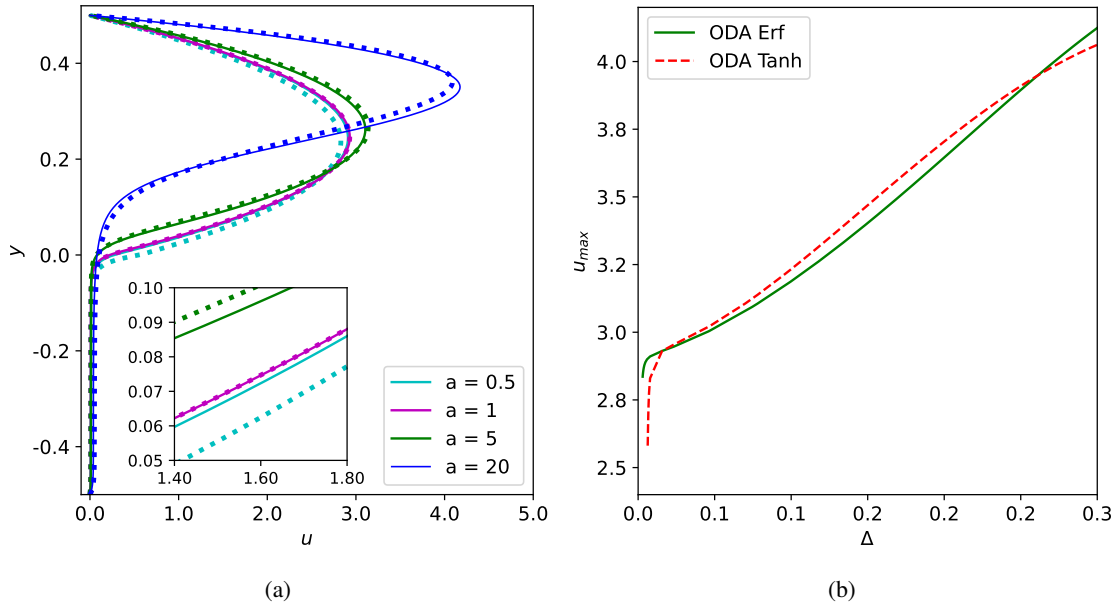 0.4
0.2
0.0
-0.2
-0.4
y
0.0
1.0
2.0
3.0
4.0
5.0
u
0.10
0.09
0.08
0.07
0.06
0.05
1.40
1.60
1.80
a = 0.5
a = 1
a = 5
a = 20
(a)
ODA Erf
ODA Tanh
4.0
3.8
3.5
3.2
3.0
2.8
2.5
umax
0.0
0.1
0.1
0.2
0.2
0.2
0.3
Δ
(b)